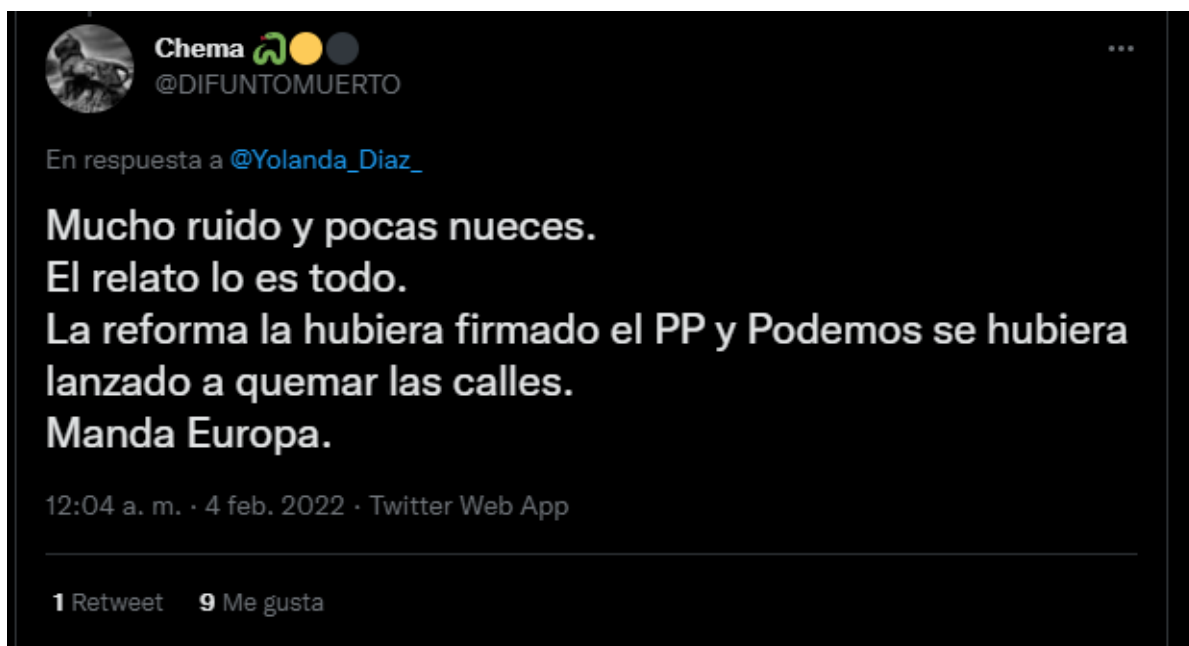 Chema 🐍🟡⚫
@DIFUNTOMUERTO
En respuesta a @Yolanda_Diaz_
Mucho ruido y pocas nueces.
El relato lo es todo.
La reforma la hubiera firmado el PP y Podemos se hubiera
lanzado a quemar las calles.
Manda Europa.
12:04 a. m. · 4 feb. 2022 · Twitter Web App
1 Retweet 9 Me gusta